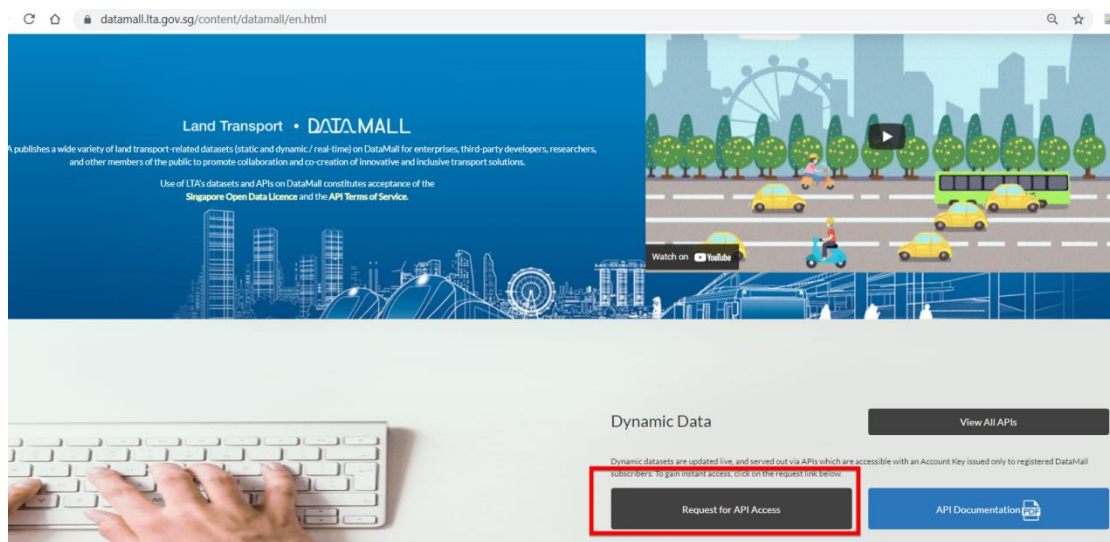 datamall.lta.gov.sg/content/datamall/en.html
Land Transport • DATA MALL
A publishes a wide variety of land transport-related datasets (static and dynamic / real-time) on DataMall for enterprises, third-party developers, researchers,
and other members of the public to promote collaboration and co-creation of innovative and inclusive transport solutions.
Use of LTA's datasets and APIs on DataMall constitutes acceptance of the
Singapore Open Data Licence and the API Terms of Service.
Watch on YouTube
Dynamic Data
View All APIs
Dynamic datasets are updated live, and served out via APIs which are accessible with an Account Key issued only to registered DataMall
subscribers. To gain instant access, click on the request link below.
Request for API Access
API Documentation PDF